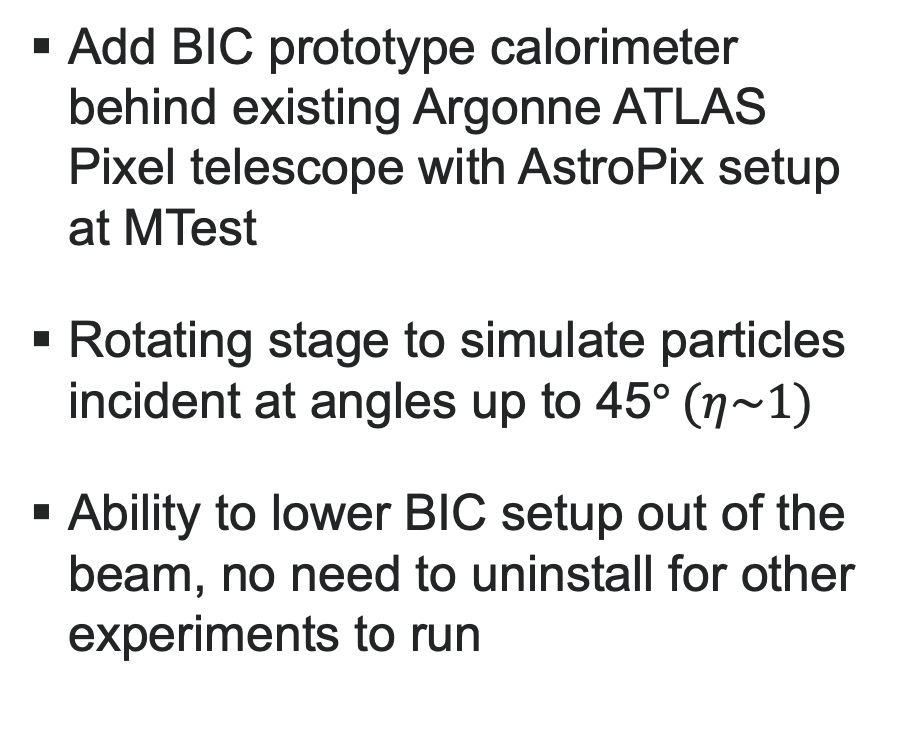 ▪ Add BIC prototype calorimeter
behind existing Argonne ATLAS
Pixel telescope with AstroPix setup
at MTest
▪ Rotating stage to simulate particles
incident at angles up to 45° (η~1)
▪ Ability to lower BIC setup out of the
beam, no need to uninstall for other
experiments to run